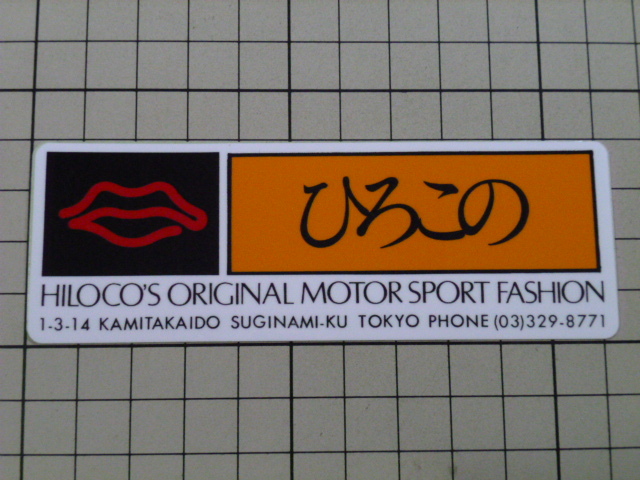 ひろこの
HILOCO'S ORIGINAL MOTOR SPORT FASHION
1-3-14 KAMITAKAIDO SUGINAMI-KU TOKYO PHONE (03)329-8771